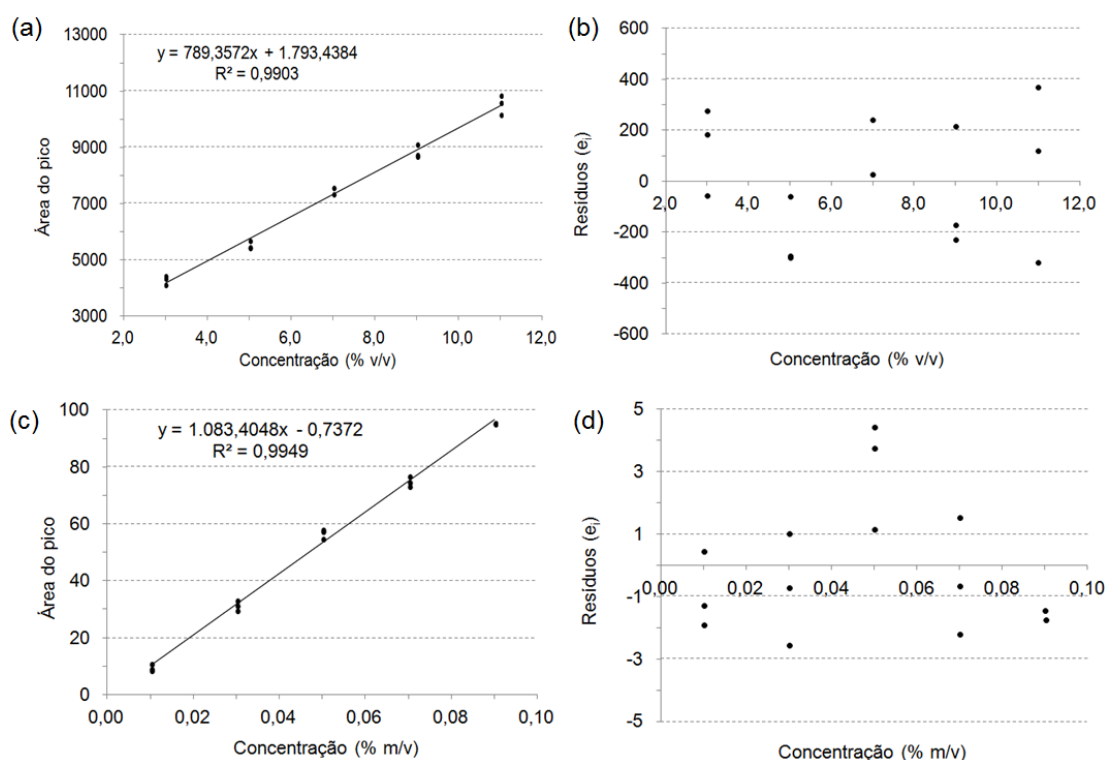 (a)
13000
11000
9000
7000
5000
3000
y = 789,3572x + 1.793,4384
R² = 0,9903
Área do pico
2,0 4,0 6,0 8,0 10,0 12,0
Concentração (% v/v)
(b)
600
400
200
0
-200
-400
-600
Resíduos (eᵢ)
2,0 4,0 6,0 8,0 10,0 12,0
Concentração (% v/v)
(c)
100
80
60
40
20
0
y = 1.083,4048x - 0,7372
R² = 0,9949
Área do pico
0,00 0,02 0,04 0,06 0,08 0,10
Concentração (% m/v)
(d)
5
3
1
-1
-3
-5
Resíduos (eᵢ)
0,00 0,02 0,04 0,06 0,08 0,10
Concentração (% m/v)